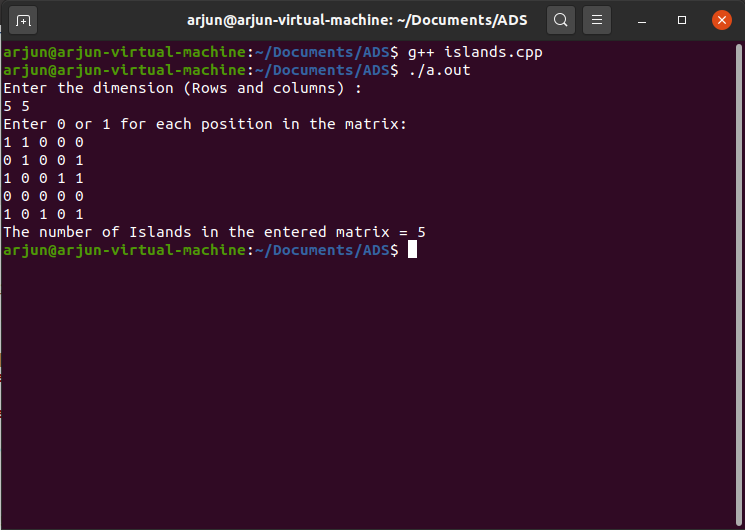 arjun@arjun-virtual-machine: ~/Documents/ADS
arjun@arjun-virtual-machine:~/Documents/ADS$ g++ islands.cpp
arjun@arjun-virtual-machine:~/Documents/ADS$ ./a.out
Enter the dimension (Rows and columns) :
5 5
Enter 0 or 1 for each position in the matrix:
1 1 0 0 0
0 1 0 0 1
1 0 0 1 1
0 0 0 0 0
1 0 1 0 1
The number of Islands in the entered matrix = 5
arjun@arjun-virtual-machine:~/Documents/ADS$